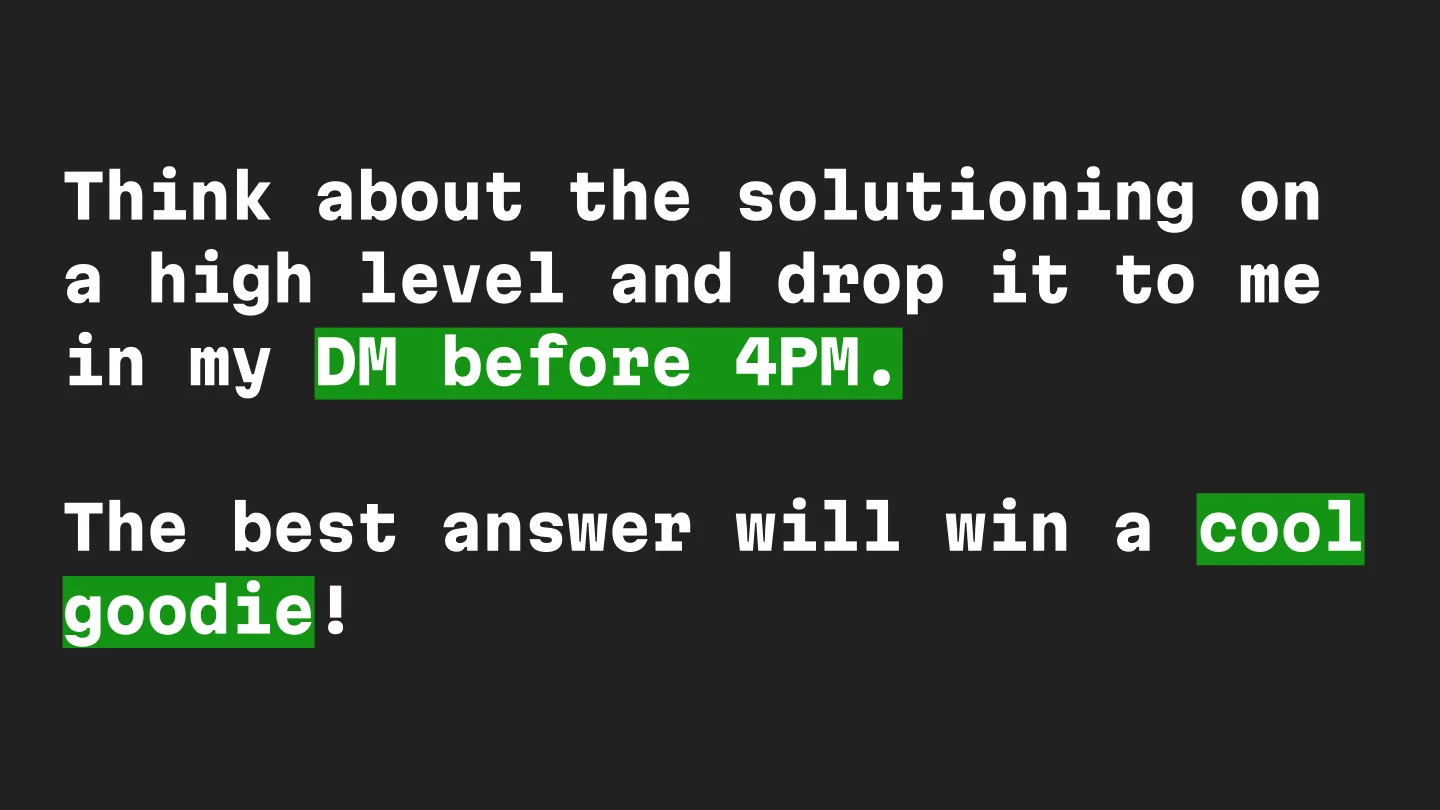 Think about the solutioning on
a high level and drop it to me
in my DM before 4PM.
The best answer will win a cool
goodie!